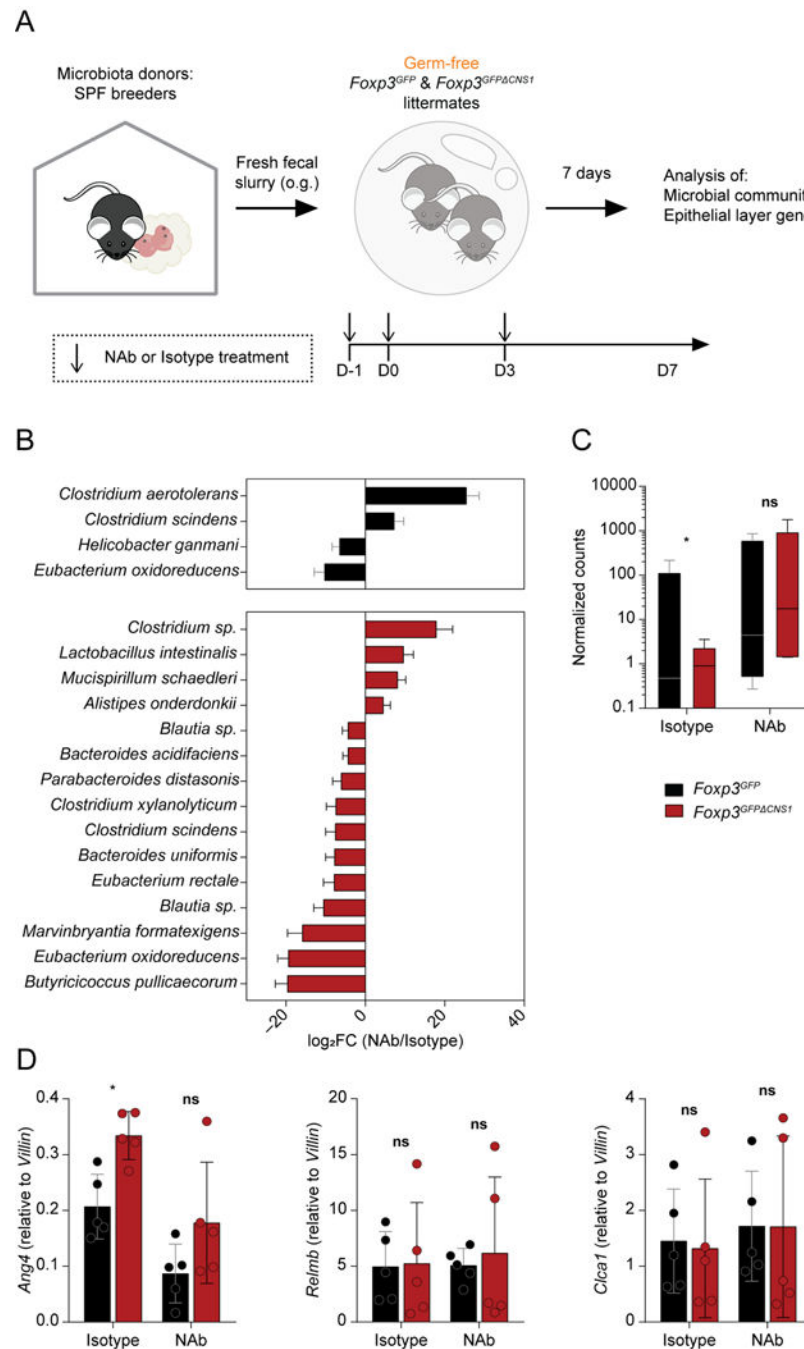 A
Microbiota donors:
SPF breeders
Germ-free
Foxp3GFP & Foxp3GFPΔCNS1
littermates
Fresh fecal
slurry (o.g.)
7 days
Analysis of:
Microbial communit
Epithelial layer gen
NAb or Isotype treatment
D-1
D0
D3
D7
B
Clostridium aerotolerans
Clostridium scindens
Helicobacter ganmani
Eubacterium oxidoreducens
Clostridium sp.
Lactobacillus intestinalis
Mucispirillum schaedleri
Alistipes onderdonkii
Blautia sp.
Bacteroides acidifaciens
Parabacteroides distasonis
Clostridium xylanolyticum
Clostridium scindens
Bacteroides uniformis
Eubacterium rectale
Blautia sp.
Marvinbryantia formatexigens
Eubacterium oxidoreducens
Butyricicoccus pullicaecorum
−20
0
20
40
log₂FC (NAb/Isotype)
C
Normalized counts
10000
1000
100
10
1
0.1
*
ns
Isotype
NAb
Foxp3GFP
Foxp3GFPΔCNS1
D
Ang4 (relative to Villin)
0.4
0.3
0.2
0.1
0
*
ns
Isotype
NAb
Relmb (relative to Villin)
20
15
10
5
0
ns
ns
Isotype
NAb
Clca1 (relative to Villin)
4
3
2
1
0
ns
ns
Isotype
NAb